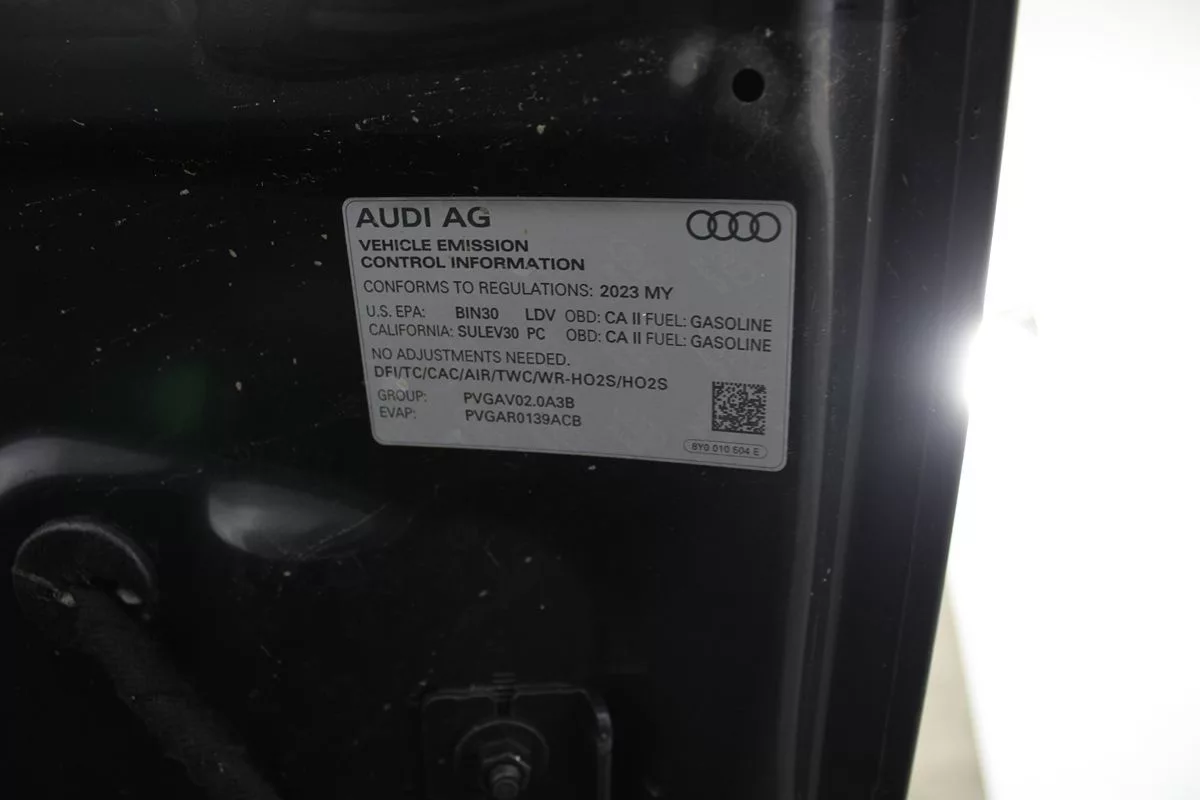 AUDI AG
VEHICLE EMISSION
CONTROL INFORMATION
CONFORMS TO REGULATIONS: 2023 MY
U.S. EPA: BIN30 LDV OBD: CA II FUEL: GASOLINE
CALIFORNIA: SULEV30 PC OBD: CA II FUEL: GASOLINE
NO ADJUSTMENTS NEEDED.
DFI/TC/CAC/AIR/TWC/WR-HO2S/HO2S
GROUP: PVGAV02.0A3B
EVAP: PVGAR0139ACB
8Y0 010 504 E